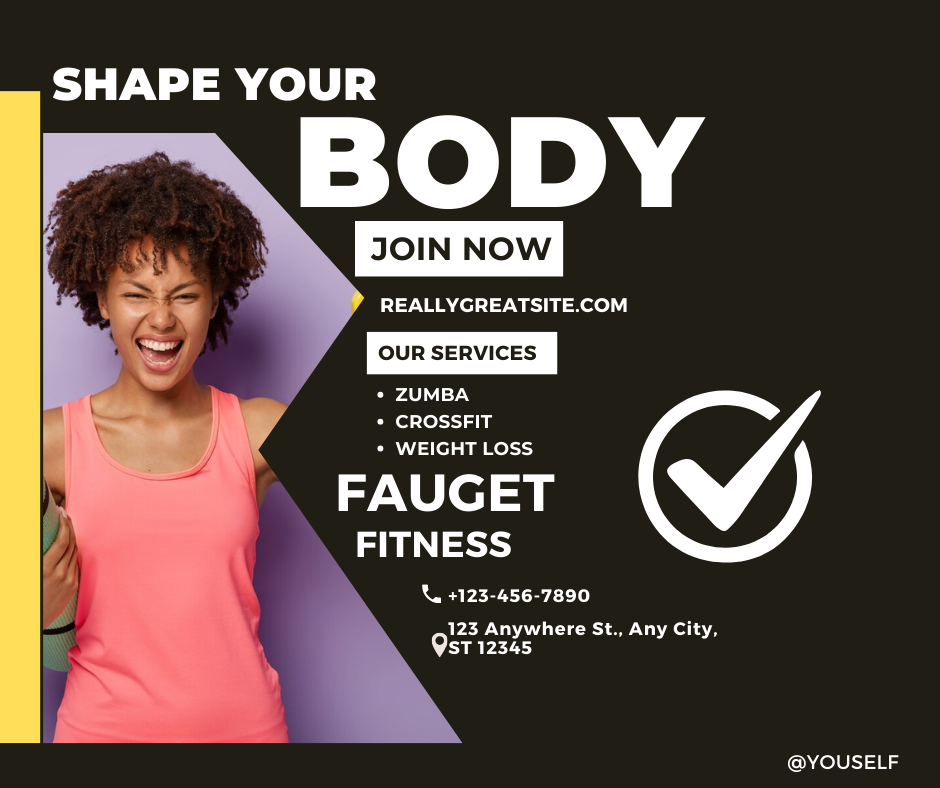 SHAPE YOUR
BODY
JOIN NOW
REALLYGREATSITE.COM
OUR SERVICES
• ZUMBA
• CROSSFIT
• WEIGHT LOSS
FAUGET
FITNESS
+123-456-7890
123 Anywhere St., Any City,
ST 12345
@YOUSELF